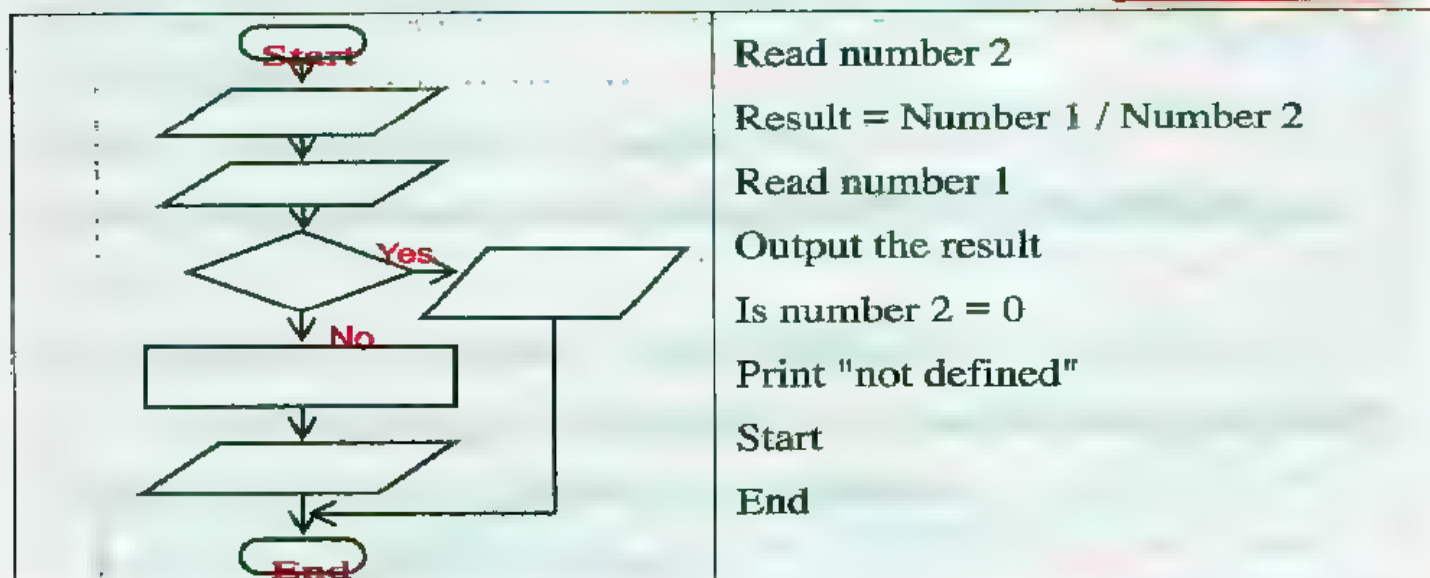 Start
Yes
No
End
Read number 2
Result = Number 1 / Number 2
Read number 1
Output the result
Is number 2 = 0
Print "not defined"
Start
End